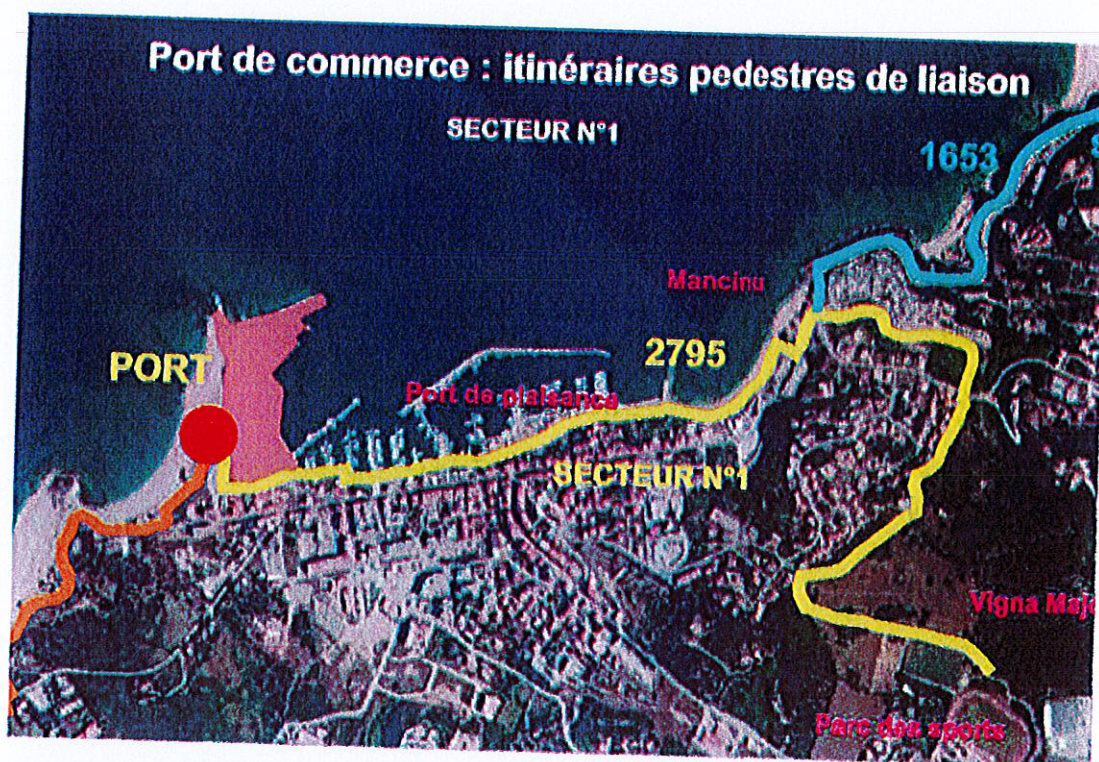 Port de commerce : itinéraires pedestres de liaison
SECTEUR N°1
1653
Mancinu
2795
PORT
Port de plaisance
SECTEUR N°1
Vigna Majo
Parc des sports